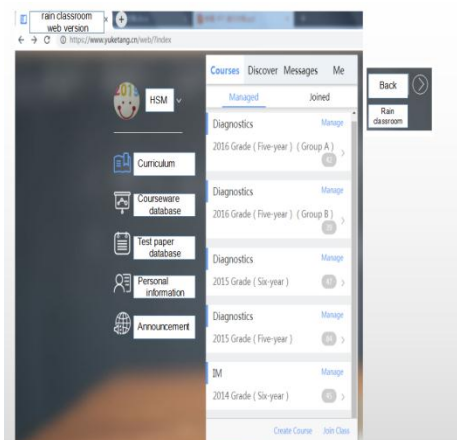 rain classroom
web version
https://www.yuketang.cn/web/?index
HSM
Curriculum
Courseware
database
Test paper
database
Personal
information
Announcement
Courses Discover Messages Me
Managed Joined
Diagnostics Manage
2016 Grade ( Five-year ) ( Group A )
Diagnostics Manage
2016 Grade ( Five-year ) ( Group B )
Diagnostics Manage
2015 Grade ( Six-year )
Diagnostics Manage
2015 Grade ( Five-year )
IM Manage
2014 Grade ( Six-year )
Create Course Join Class
Back
Rain
classroom